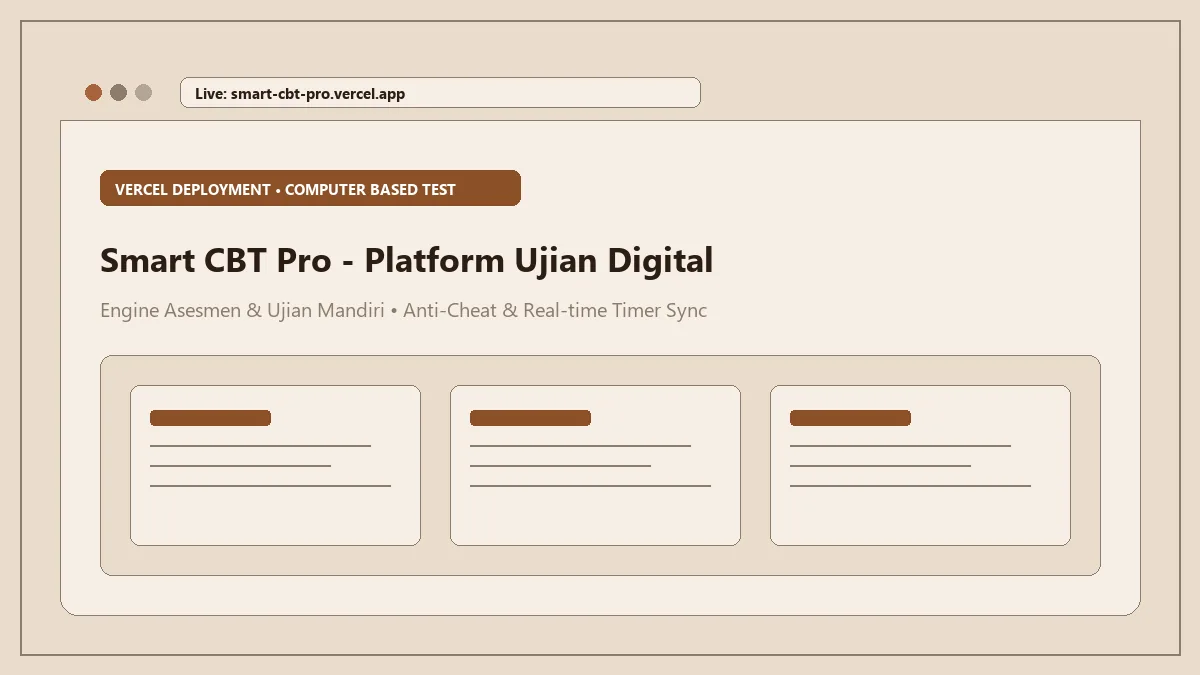 Live: smart-cbt-pro.vercel.app
VERCEL DEPLOYMENT • COMPUTER BASED TEST
Smart CBT Pro - Platform Ujian Digital
Engine Asesmen & Ujian Mandiri • Anti-Cheat & Real-time Timer Sync